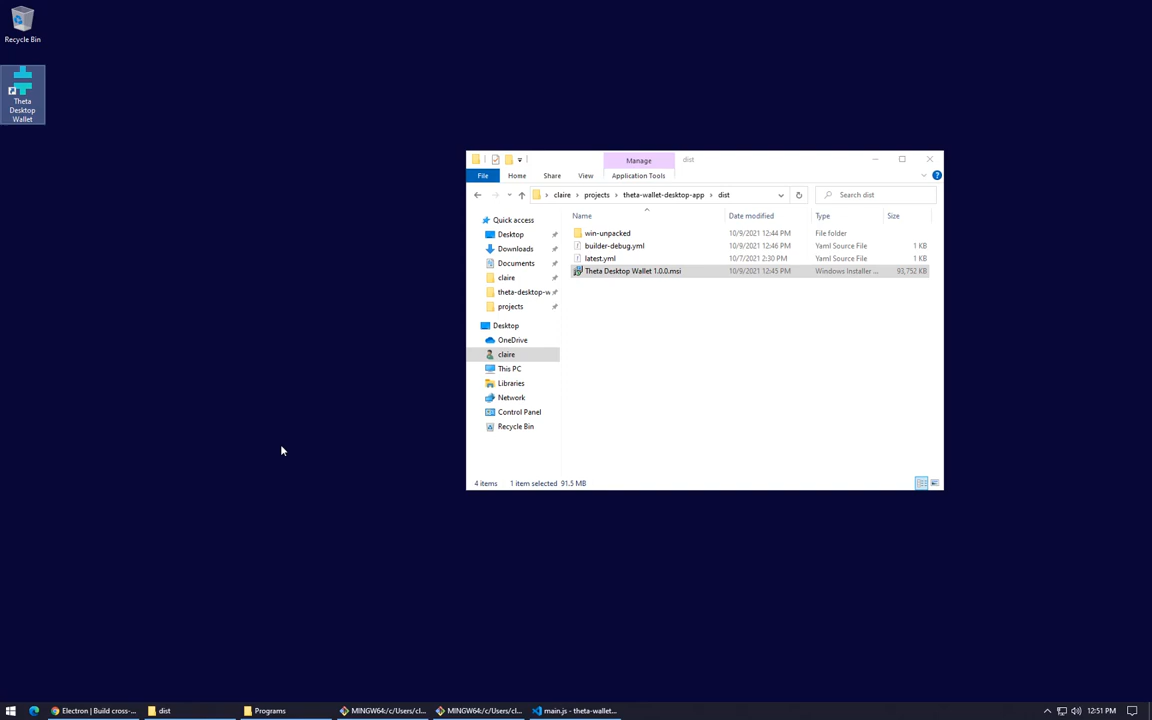 Recycle Bin
Theta
Desktop
Wallet
Manage
dist
File
Home
Share
View
Application Tools
claire
projects
theta-wallet-desktop-app
dist
Search dist
Name
Date modified
Type
Size
win-unpacked
10/9/2021 12:44 PM
File folder
builder-debug.yml
10/9/2021 12:46 PM
Yaml Source File
1 KB
latest.yml
10/7/2021 2:30 PM
Yaml Source File
1 KB
Theta Desktop Wallet 1.0.0.msi
10/9/2021 12:45 PM
Windows Installer ...
93,752 KB
Quick access
Desktop
Downloads
Documents
claire
theta-desktop-w
projects
Desktop
OneDrive
claire
This PC
Libraries
Network
Control Panel
Recycle Bin
4 items
1 item selected 91.5 MB
Electron | Build cross-...
dist
Programs
MINGW64:/c/Users/cl...
MINGW64:/c/Users/cl...
main.js - theta-wallet...
12:51 PM